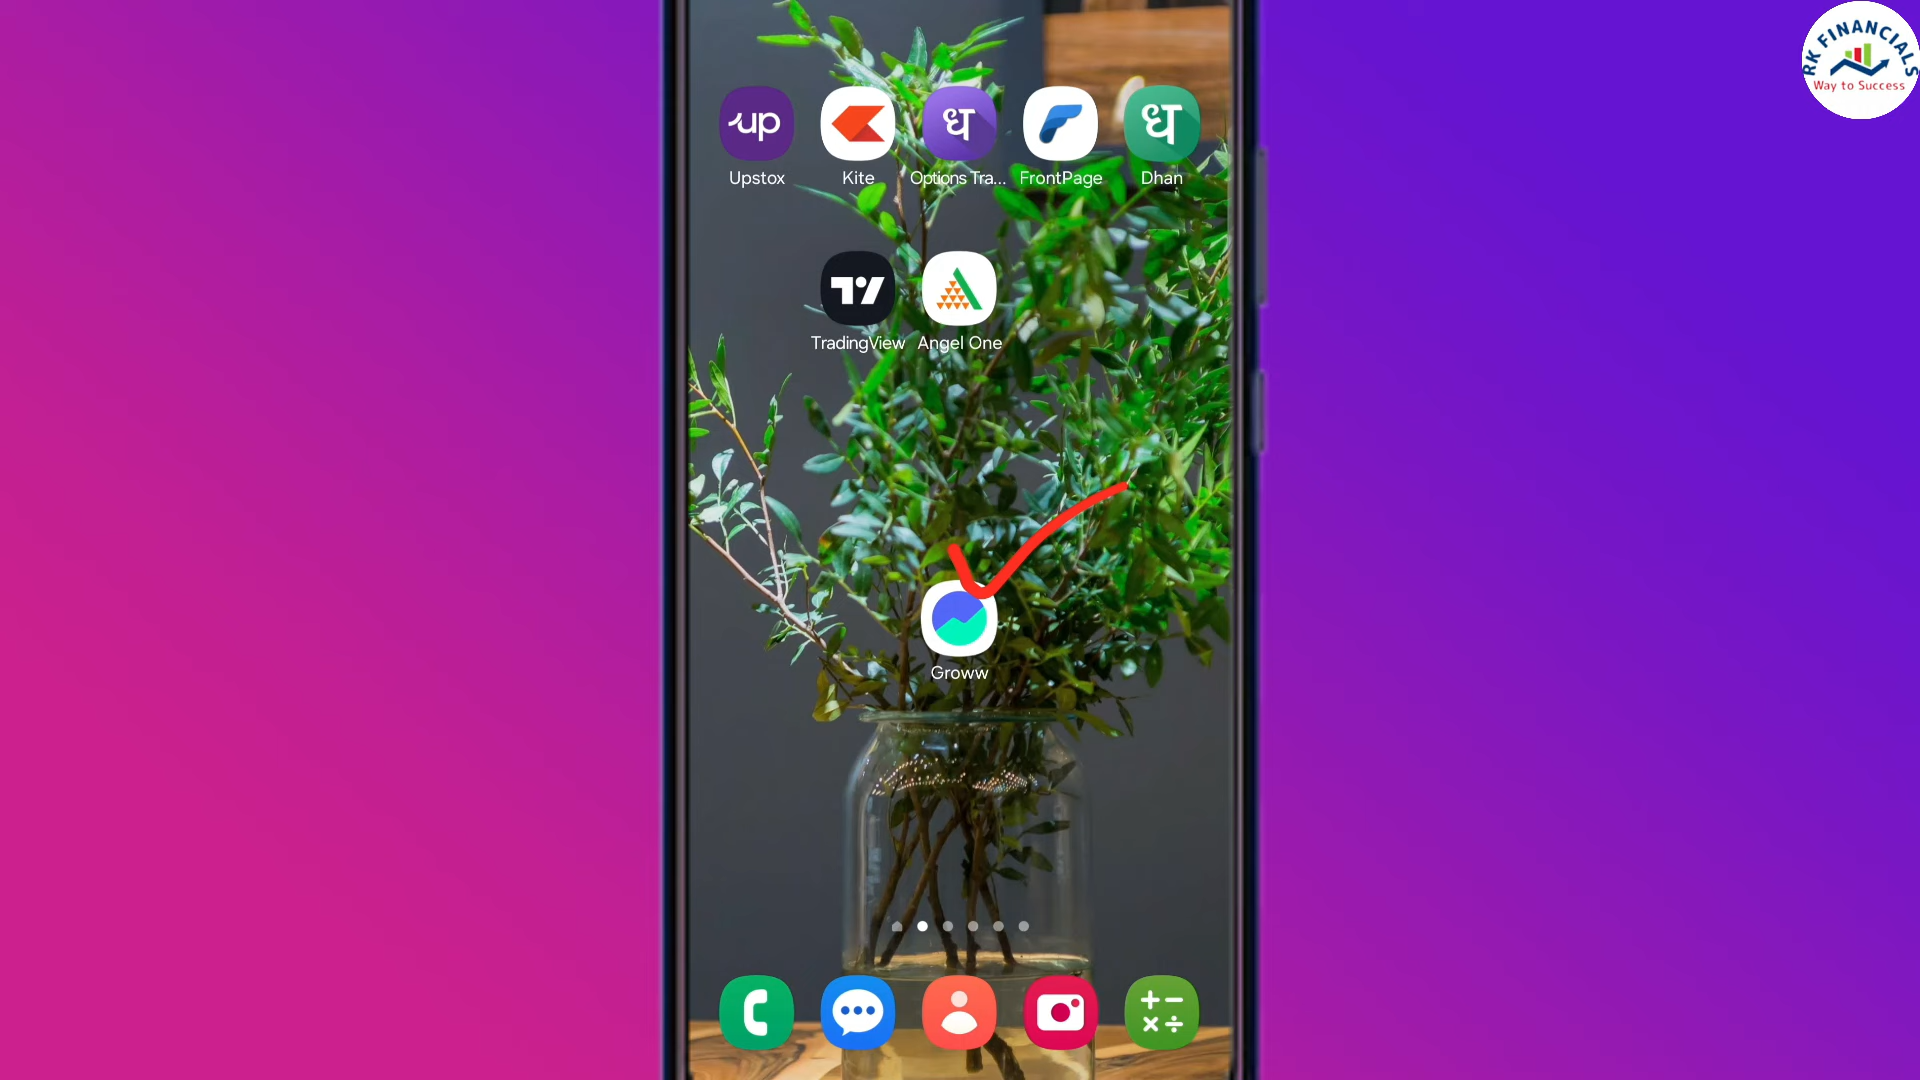 RK FINANCIALS
Way to Success
up
ध
ध
Upstox
Kite
Options Tra...
FrontPage
Dhan
TradingView
Angel One
Groww